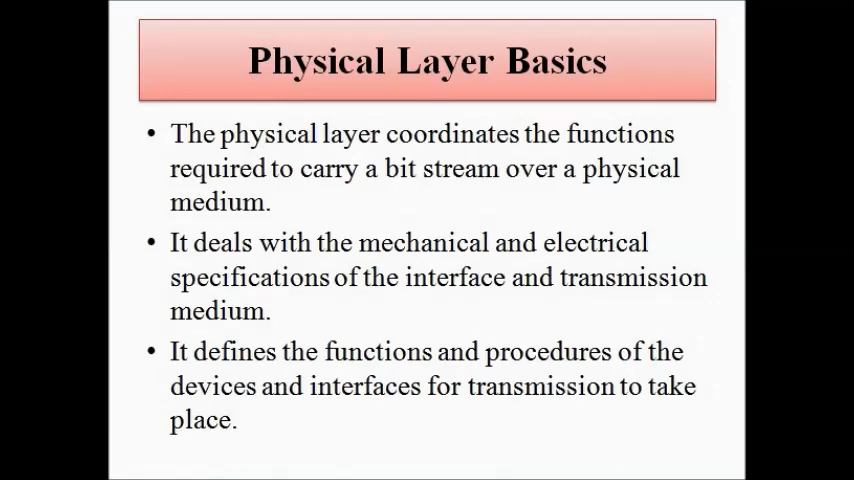 Physical Layer Basics
• The physical layer coordinates the functions
required to carry a bit stream over a physical
medium.
• It deals with the mechanical and electrical
specifications of the interface and transmission
medium.
• It defines the functions and procedures of the
devices and interfaces for transmission to take
place.